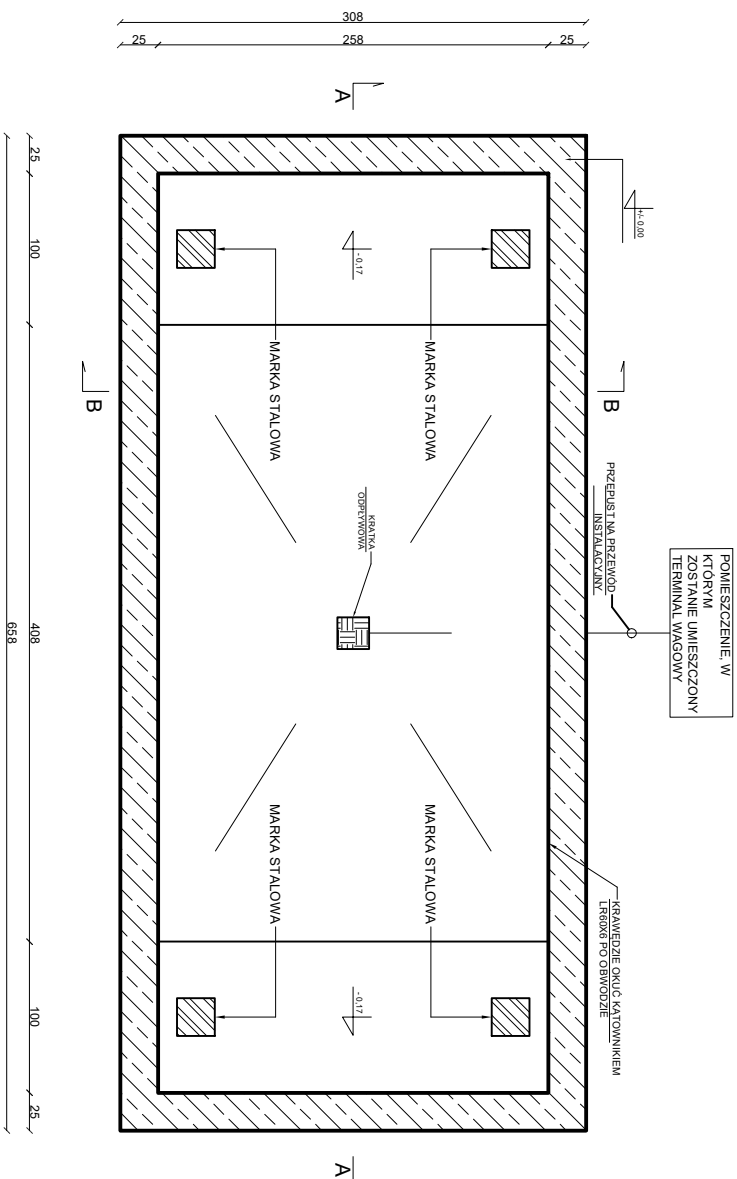 POMIESZCZENIE, W
KTÓRYM
ZOSTANIE UMIESZCZONY
TERMINAL WAGOWY
PRZEPUST NA PRZEWÓD
INSTALACYJNY
KRAWĘDZIE OKUĆ KĄTOWNIKIEM
LR60X6 PO OBWODZIE
+/- 0,00
B
MARKA STALOWA
MARKA STALOWA
- 0,17
KRATKA
ODPŁYWOWA
- 0,17
A
A
MARKA STALOWA
MARKA STALOWA
B
25
258
25
308
25
100
408
100
25
658